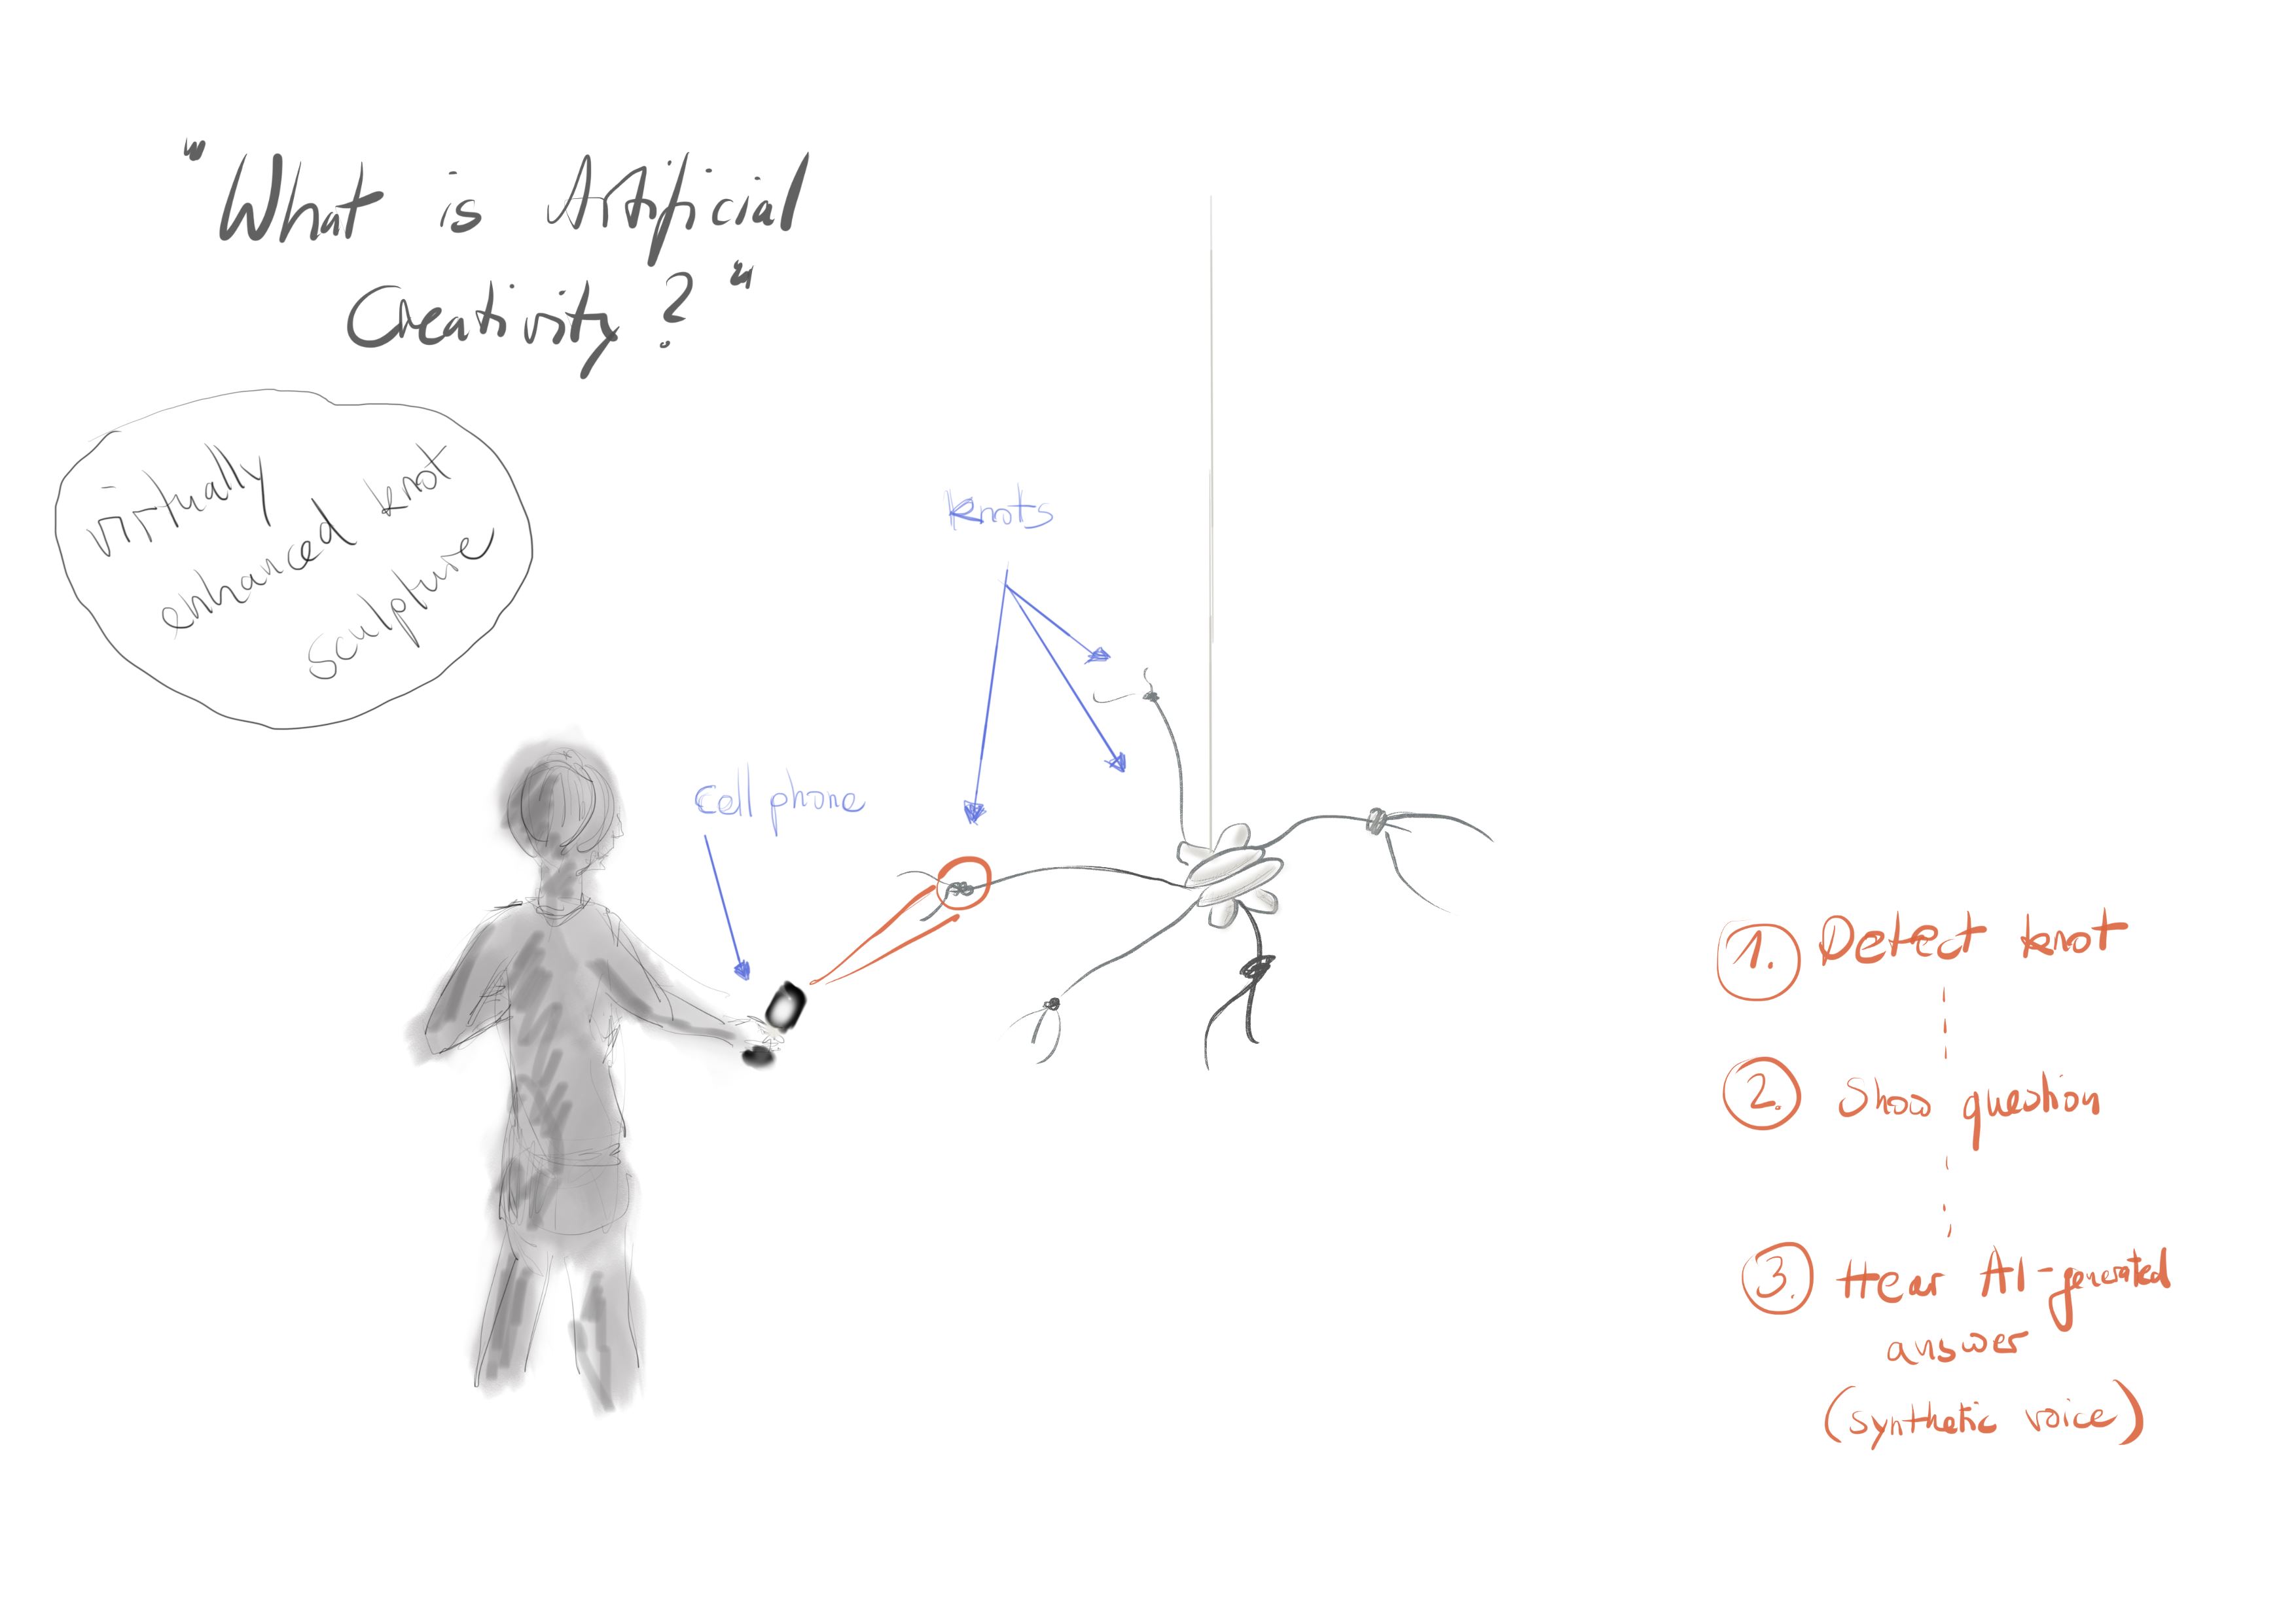 "What is Artificial
Creativity?"
virtually
enhanced knot
sculpture
knots
cell phone
1. Detect knot
2. Show question
3. Hear AI-generated
answer
(synthetic voice)